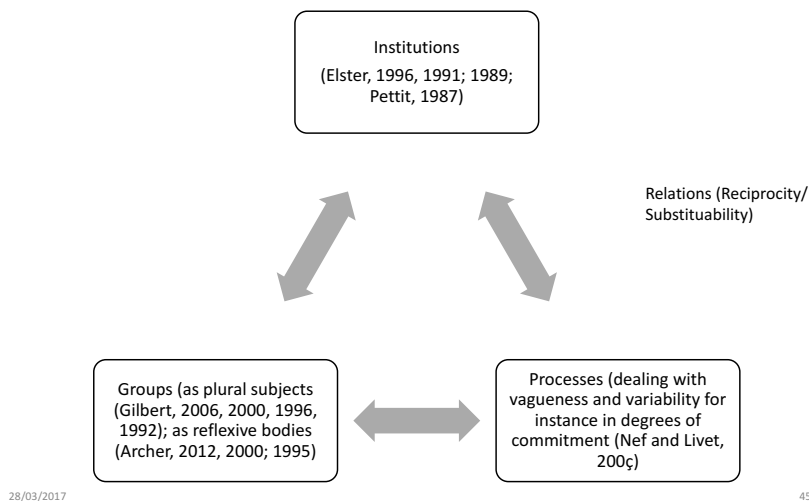 Institutions
(Elster, 1996, 1991; 1989;
Pettit, 1987)
Relations (Reciprocity/
Substituability)
Groups (as plural subjects
(Gilbert, 2006, 2000, 1996,
1992); as reflexive bodies
(Archer, 2012, 2000; 1995)
Processes (dealing with
vagueness and variability for
instance in degrees of
commitment (Nef and Livet,
200ç)
28/03/2017
45